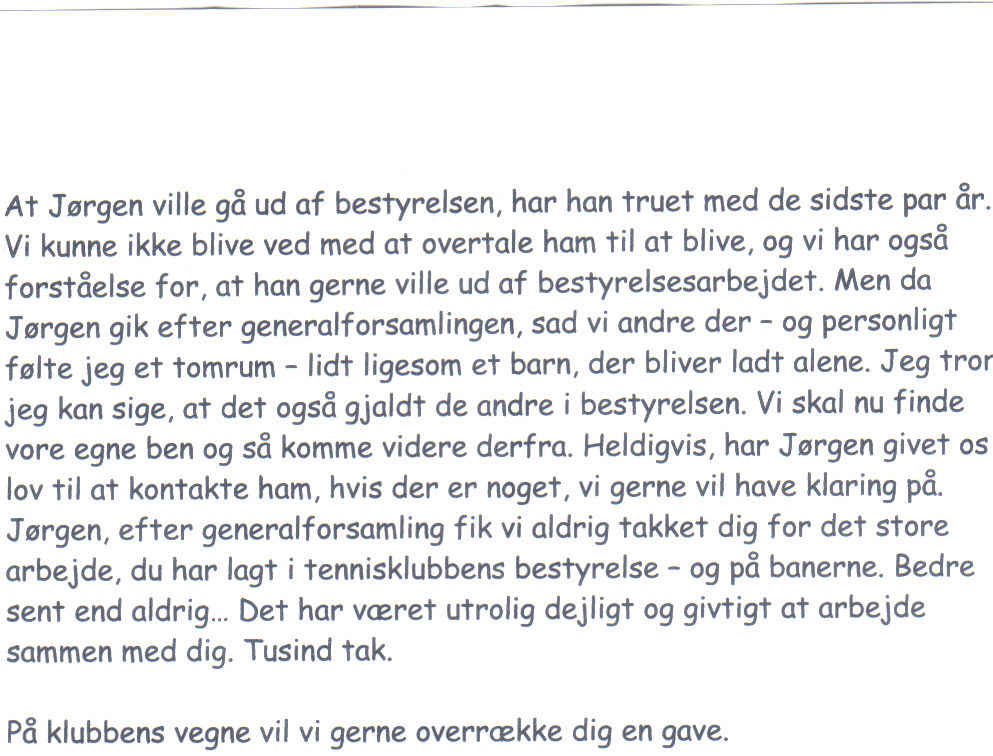 At Jørgen ville gå ud af bestyrelsen, har han truet med de sidste par år.
Vi kunne ikke blive ved med at overtale ham til at blive, og vi har også
forståelse for, at han gerne ville ud af bestyrelsesarbejdet. Men da
Jørgen gik efter generalforsamlingen, sad vi andre der – og personligt
følte jeg et tomrum – lidt ligesom et barn, der bliver ladt alene. Jeg tror
jeg kan sige, at det også gjaldt de andre i bestyrelsen. Vi skal nu finde
vore egne ben og så komme videre derfra. Heldigvis, har Jørgen givet os
lov til at kontakte ham, hvis der er noget, vi gerne vil have klaring på.
Jørgen, efter generalforsamling fik vi aldrig takket dig for det store
arbejde, du har lagt i tennisklubbens bestyrelse – og på banerne. Bedre
sent end aldrig… Det har været utrolig dejligt og givtigt at arbejde
sammen med dig. Tusind tak.
På klubbens vegne vil vi gerne overrække dig en gave.